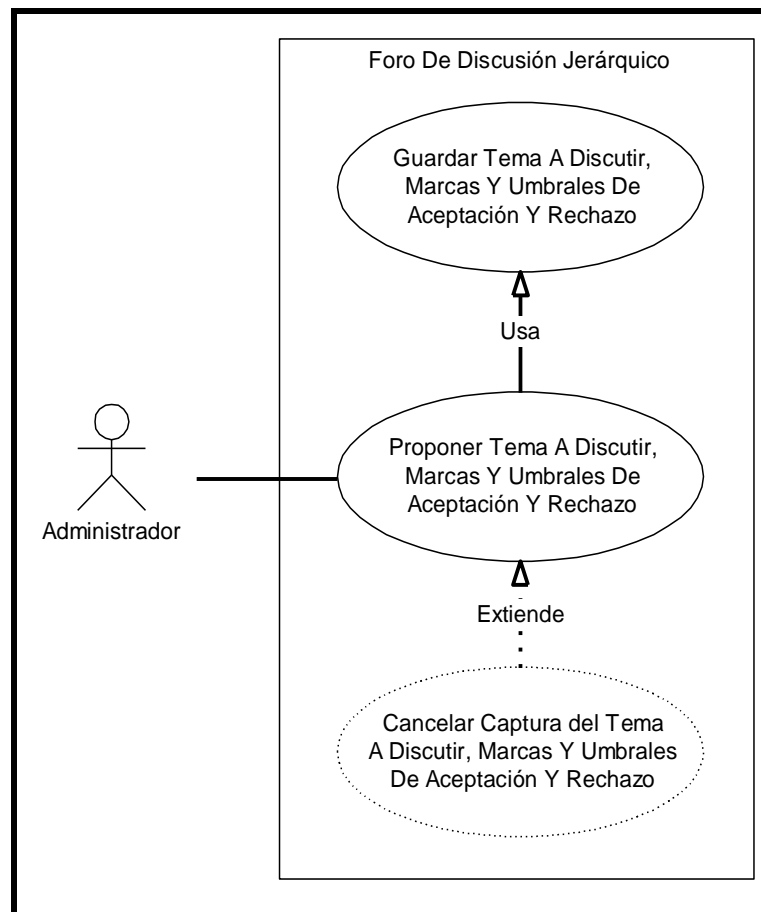 Foro De Discusión Jerárquico
Guardar Tema A Discutir,
Marcas Y Umbrales De
Aceptación Y Rechazo
Usa
Proponer Tema A Discutir,
Marcas Y Umbrales De
Aceptación Y Rechazo
Administrador
Extiende
Cancelar Captura del Tema
A Discutir, Marcas Y Umbrales
De Aceptación Y Rechazo